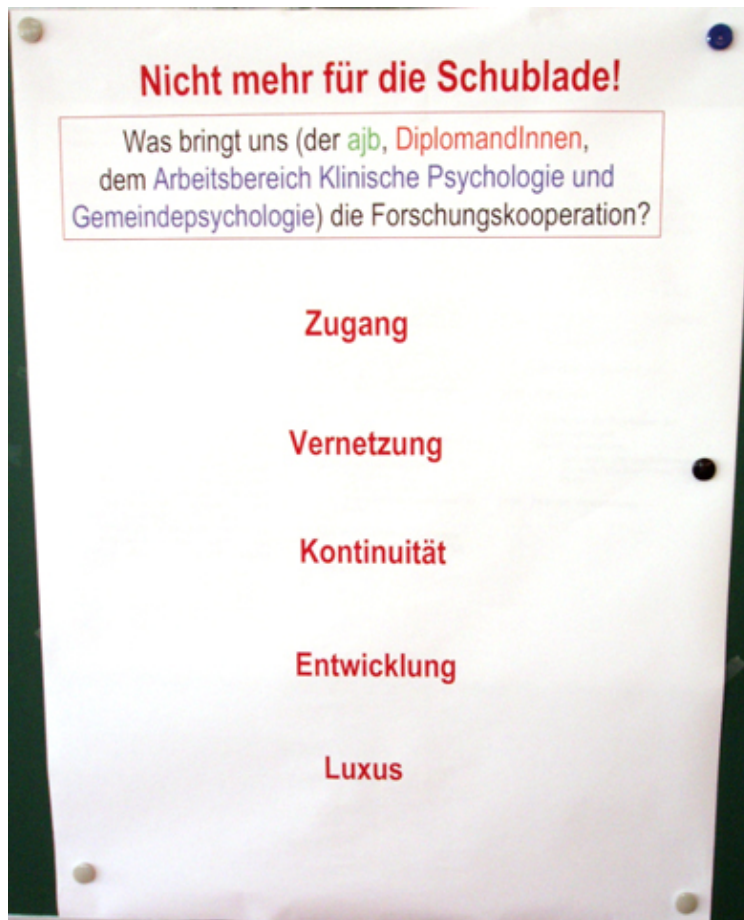 Nicht mehr für die Schublade!
Was bringt uns (der ajb, DiplomandInnen,
dem Arbeitsbereich Klinische Psychologie und
Gemeindepsychologie) die Forschungskooperation?
Zugang
Vernetzung
Kontinuität
Entwicklung
Luxus